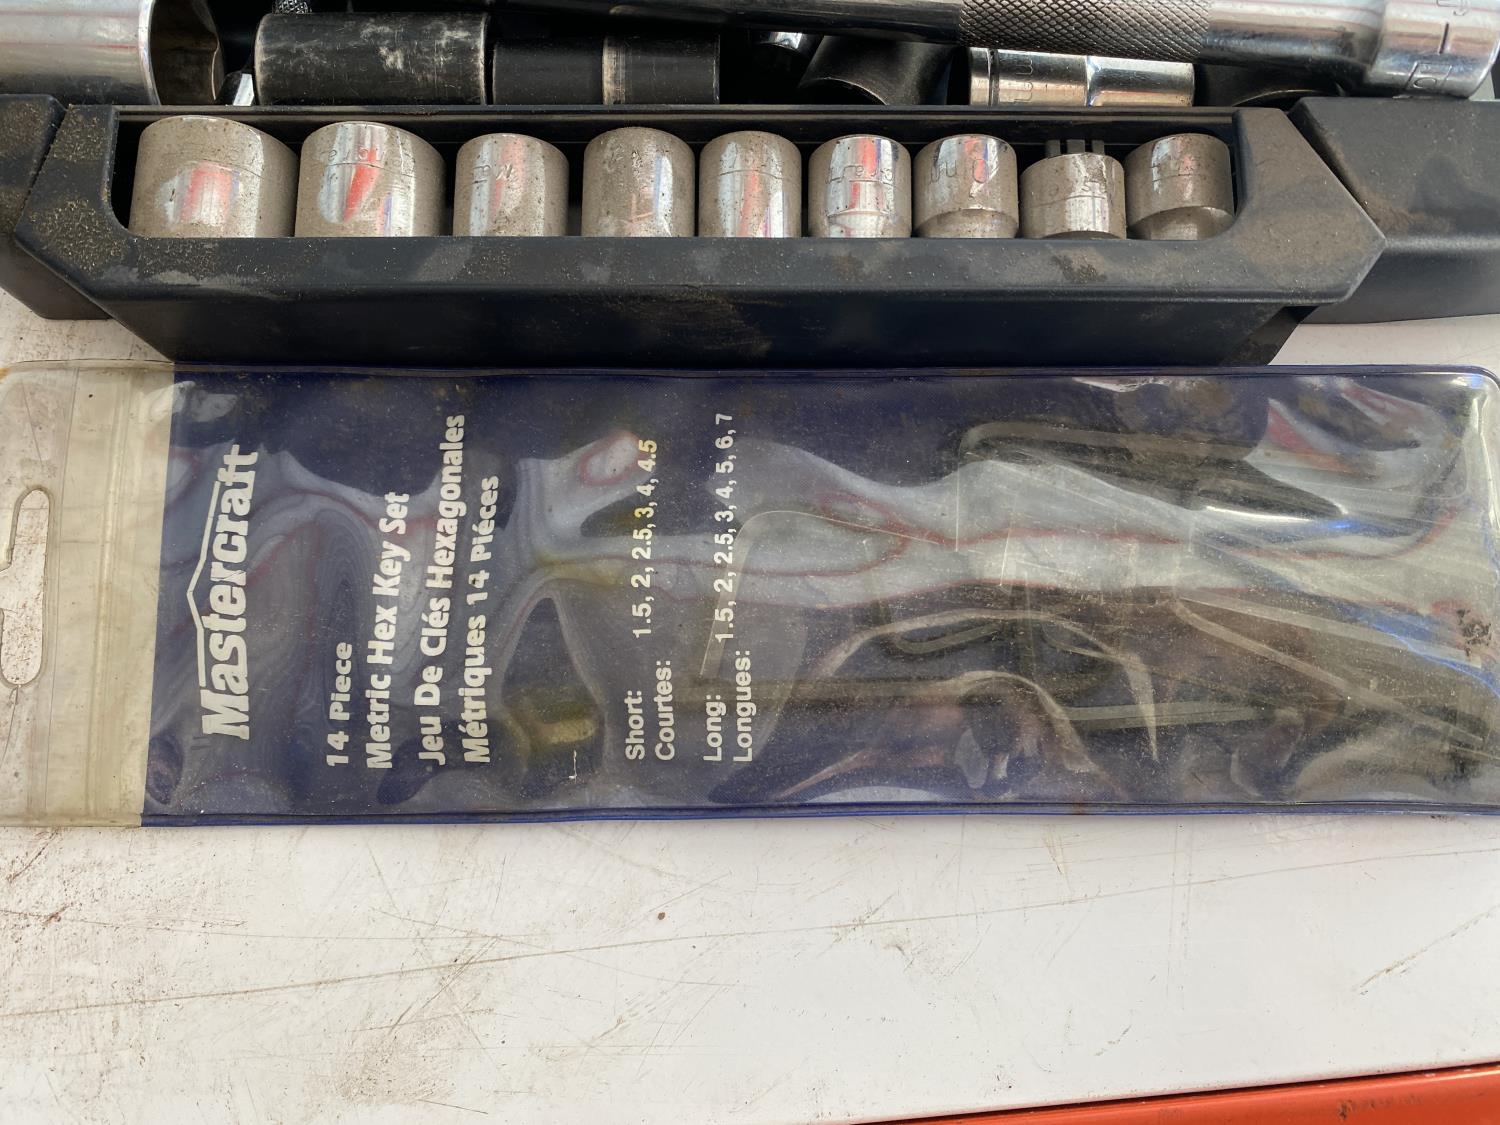 Mastercraft
14 Piece
Metric Hex Key Set
Jeu De Clés Hexagonales
Métriques 14 Piéces
Short:
Courtes: 1.5, 2, 2.5, 3, 4, 4.5
Long:
Longues: 1.5, 2, 2.5, 3, 4, 5, 6, 7